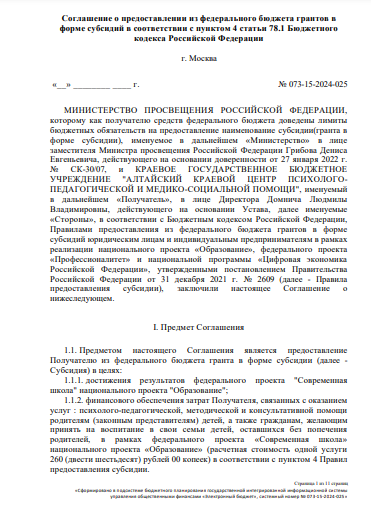 Соглашение о предоставлении из федерального бюджета грантов в
форме субсидий в соответствии с пунктом 4 статьи 78.1 Бюджетного
кодекса Российской Федерации
г. Москва
«__» ________ ____ г.
№ 073-15-2024-025
МИНИСТЕРСТВО ПРОСВЕЩЕНИЯ РОССИЙСКОЙ ФЕДЕРАЦИИ,
которому как получателю средств федерального бюджета доведены лимиты
бюджетных обязательств на предоставление наименование субсидии(гранта в
форме субсидии), именуемое в дальнейшем «Министерство» в лице
заместителя Министра просвещения Российской Федерации Грибова Дениса
Евгеньевича, действующего на основании доверенности от 27 января 2022 г.
№ СК-30/07, и КРАЕВОЕ ГОСУДАРСТВЕННОЕ БЮДЖЕТНОЕ
УЧРЕЖДЕНИЕ "АЛТАЙСКИЙ КРАЕВОЙ ЦЕНТР ПСИХОЛОГО-
ПЕДАГОГИЧЕСКОЙ И МЕДИКО-СОЦИАЛЬНОЙ ПОМОЩИ", именуемый
в дальнейшем «Получатель», в лице Директора Домнича Людмилы
Владимировны, действующего на основании Устава, далее именуемые
«Стороны», в соответствии с Бюджетным кодексом Российской Федерации,
Правилами предоставления из федерального бюджета грантов в форме
субсидий юридическим лицам и индивидуальным предпринимателям в рамках
реализации национального проекта «Образование», федерального проекта
«Профессионалитет» и национальной программы «Цифровая экономика
Российской Федерации», утвержденными постановлением Правительства
Российской Федерации от 31 декабря 2021 г. № 2609 (далее - Правила
предоставления субсидии), заключили настоящее Соглашение о
нижеследующем.
I. Предмет Соглашения
1.1. Предметом настоящего Соглашения является предоставление
Получателю из федерального бюджета гранта в форме субсидии (далее -
Субсидия) в целях:
1.1.1. достижения результатов федерального проекта "Современная
школа" национального проекта "Образование";
1.1.2. финансового обеспечения затрат Получателя, связанных с оказанием
услуг : психолого-педагогической, методической и консультативной помощи
родителям (законным представителям) детей, а также гражданам, желающим
принять на воспитание в свои семьи детей, оставшихся без попечения
родителей, в рамках федерального проекта «Современная школа»
национального проекта «Образование» (расчетная стоимость одной услуги
260 (двести шестьдесят) рублей 00 копеек) в соответствии с пунктом 4 Правил
предоставления субсидии.
Страница 1 из 11 страниц
«Сформировано в подсистеме бюджетного планирования государственной интегрированной информационной системы
управления общественными финансами «Электронный бюджет», системный номер № 073-15-2024-025»